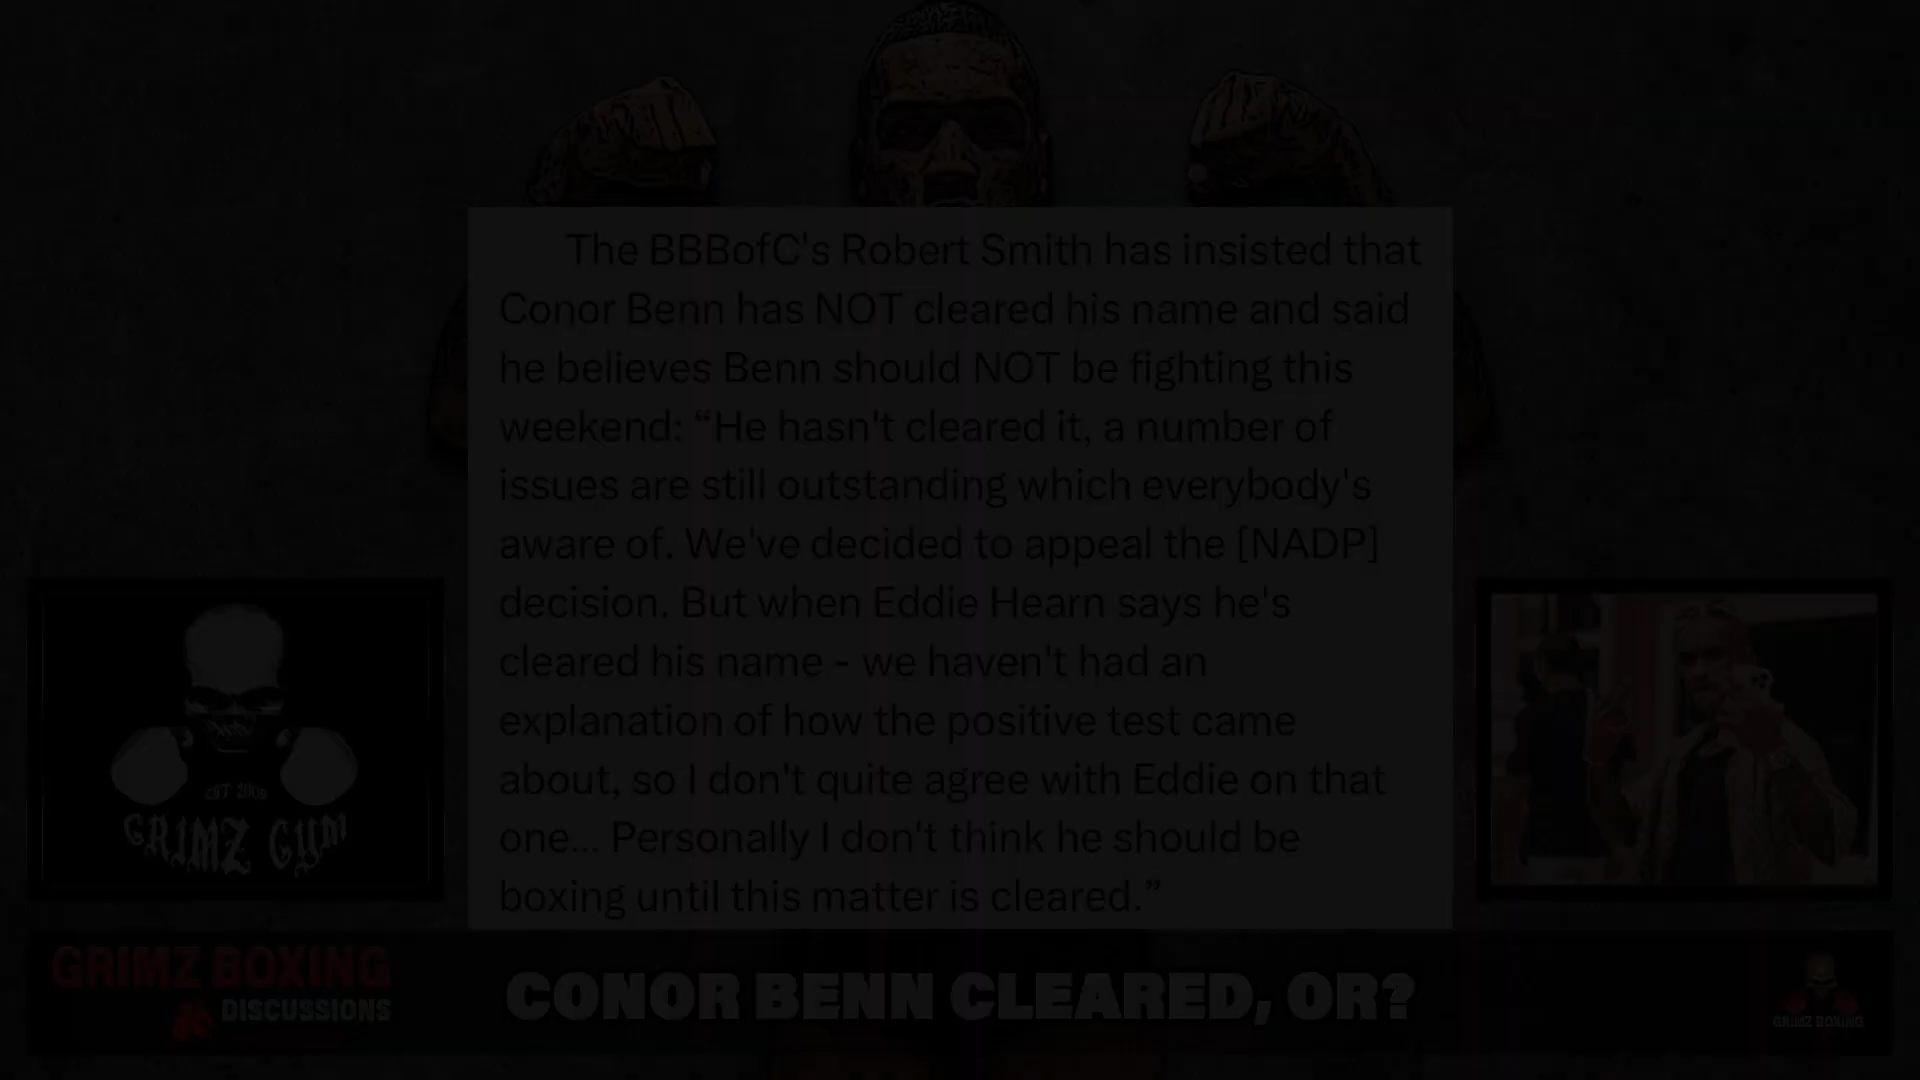 The BBBofC's Robert Smith has insisted that
Conor Benn has NOT cleared his name and said
he believes Benn should NOT be fighting this
weekend: “He hasn't cleared it, a number of
issues are still outstanding which everybody's
aware of. We've decided to appeal the [NADP]
decision. But when Eddie Hearn says he's
cleared his name - we haven't had an
explanation of how the positive test came
about, so I don't quite agree with Eddie on that
one... Personally I don't think he should be
boxing until this matter is cleared.”
EST 2006
GRIMZ GYM
GRIMZ BOXING
DISCUSSIONS
CONOR BENN CLEARED, OR?
GRIMZ BOXING